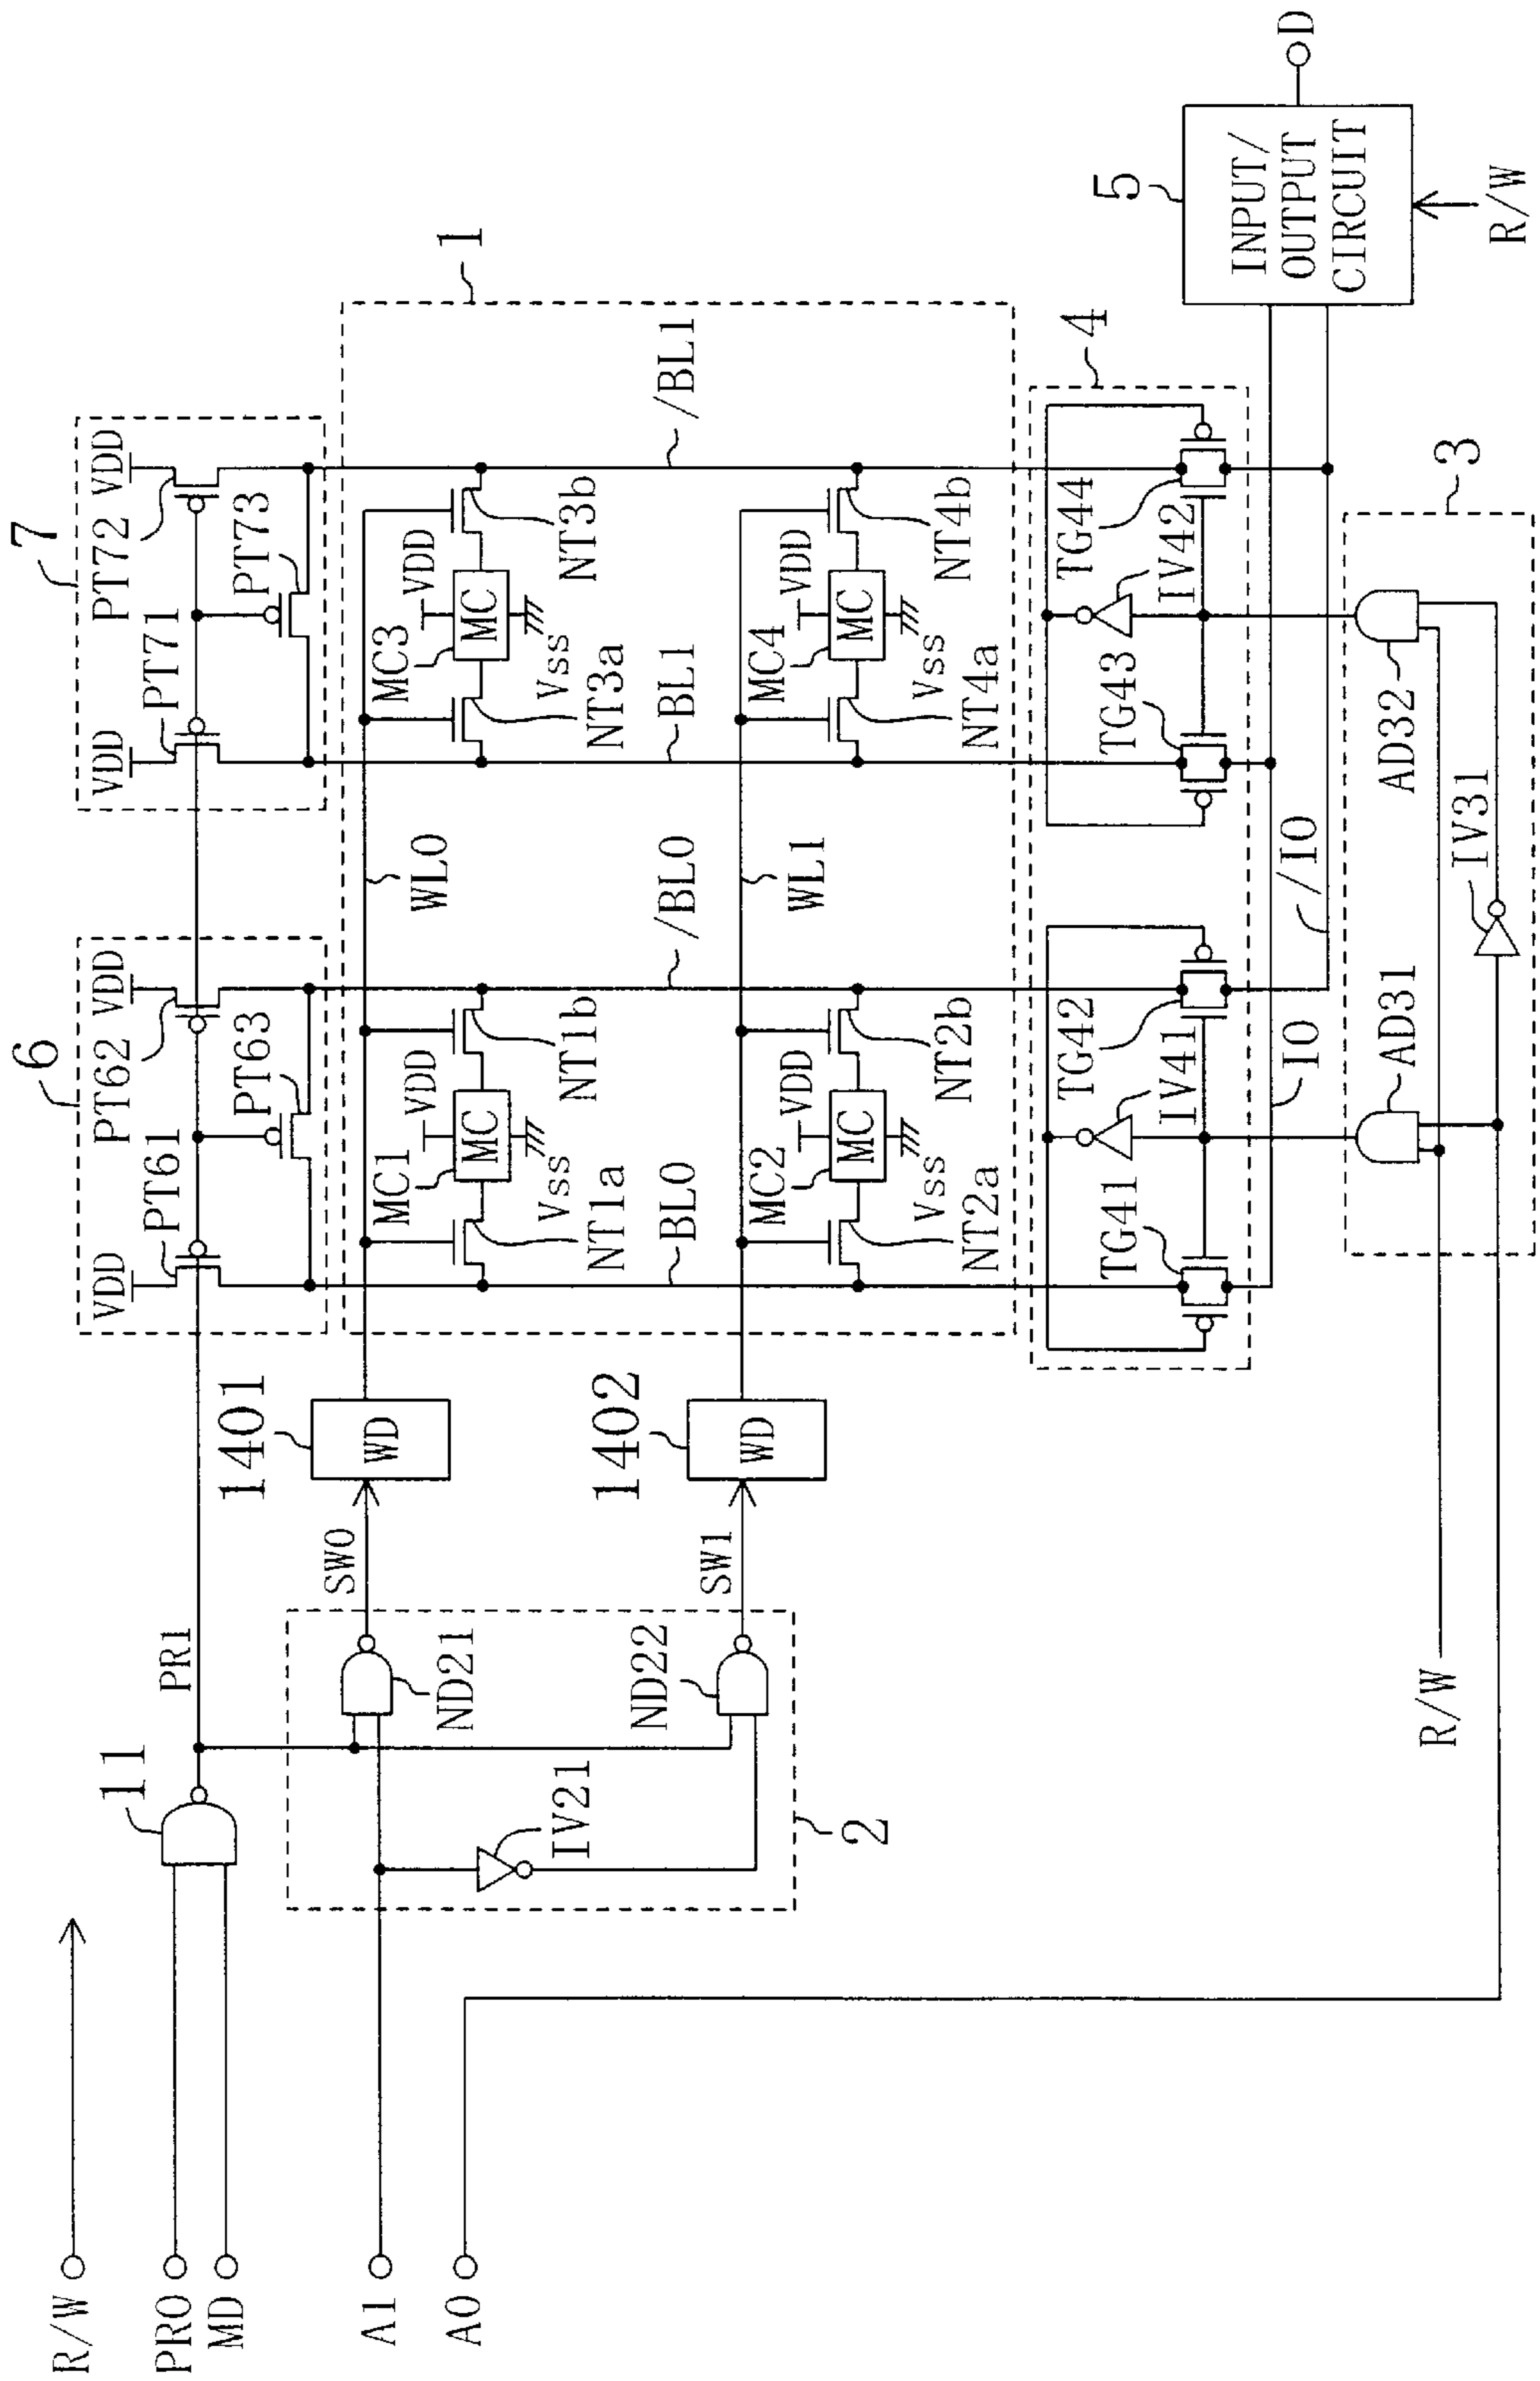 R/W
PR0
MD
A1
A0
11
PR1
2
IV21
ND21
ND22
SW0
SW1
1401
WD
1402
WD
6
VDD
PT61
PT62
VDD
PT63
7
VDD
PT71
PT72
VDD
PT73
1
WL0
MC1
MC
VDD
Vss
NT1a
NT1b
MC3
MC
VDD
Vss
NT3a
NT3b
BL0
/BL0
BL1
/BL1
WL1
MC2
MC
VDD
Vss
NT2a
NT2b
MC4
MC
VDD
Vss
NT4a
NT4b
4
TG41
IV41
TG42
TG43
IV42
TG44
IO
/IO
3
AD31
AD32
IV31
R/W
5
INPUT/
OUTPUT
CIRCUIT
D
R/W